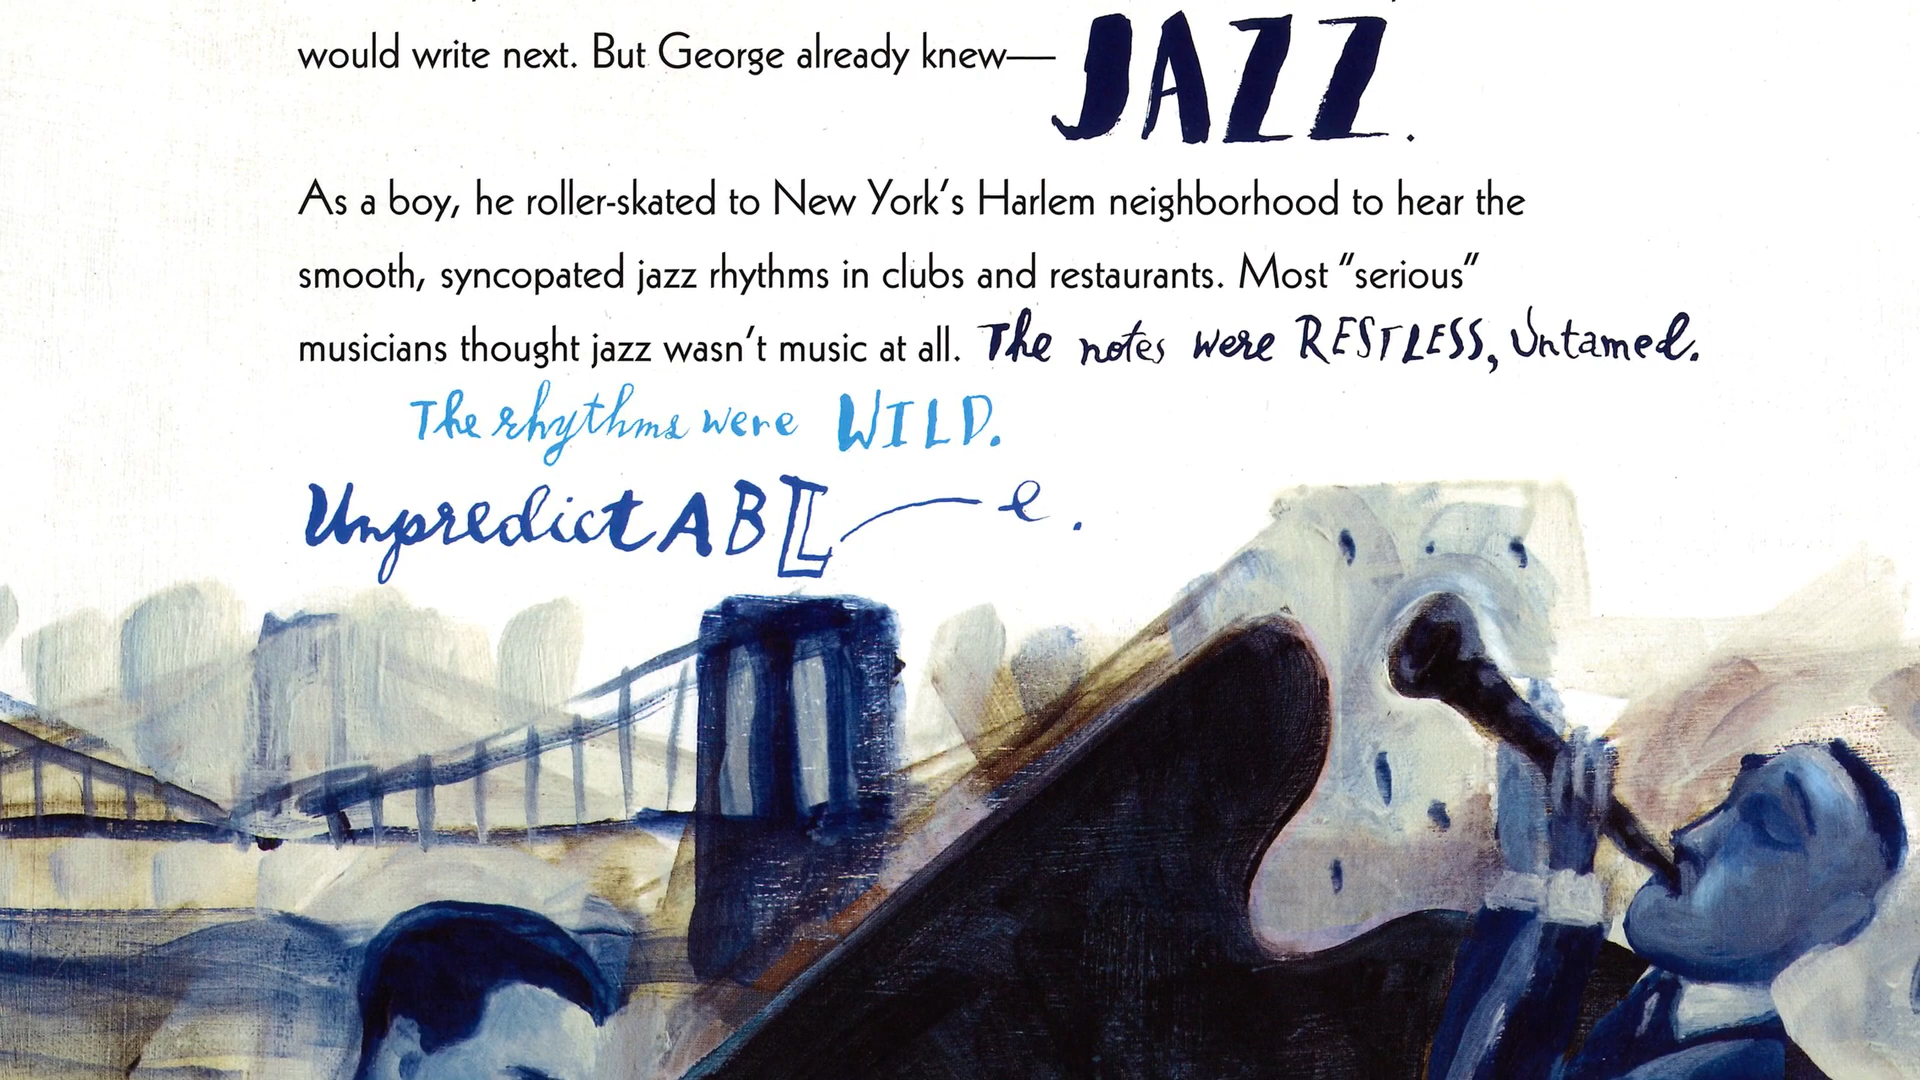 would write next. But George already knew—JAZZ.
As a boy, he roller-skated to New York's Harlem neighborhood to hear the
smooth, syncopated jazz rhythms in clubs and restaurants. Most "serious"
musicians thought jazz wasn't music at all. The notes were RESTLESS, Untamed.
The rhythms were WILD.
UnpredictABLe.